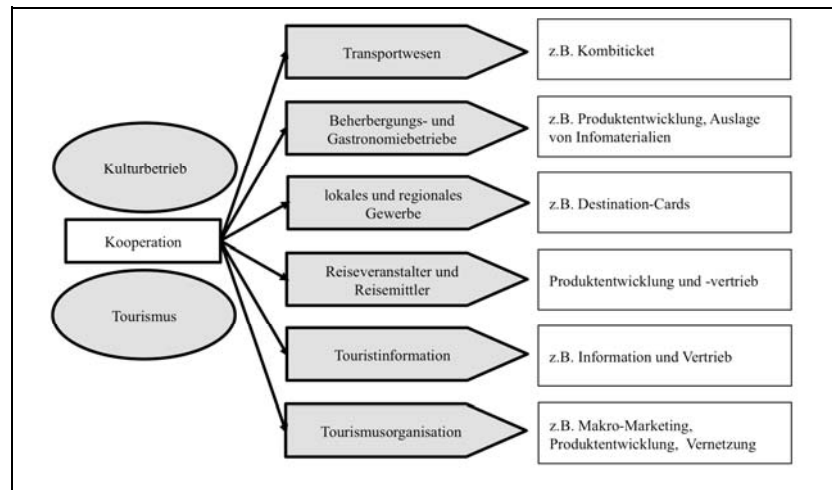 Transportwesen
z.B. Kombiticket
Beherbergungs- und
Gastronomiebetriebe
z.B. Produktentwicklung, Auslage
von Infomaterialien
Kulturbetrieb
lokales und regionales
Gewerbe
z.B. Destination-Cards
Kooperation
Reiseveranstalter und
Reisemittler
Produktentwicklung und -vertrieb
Tourismus
Touristinformation
z.B. Information und Vertrieb
Tourismusorganisation
z.B. Makro-Marketing,
Produktentwicklung, Vernetzung